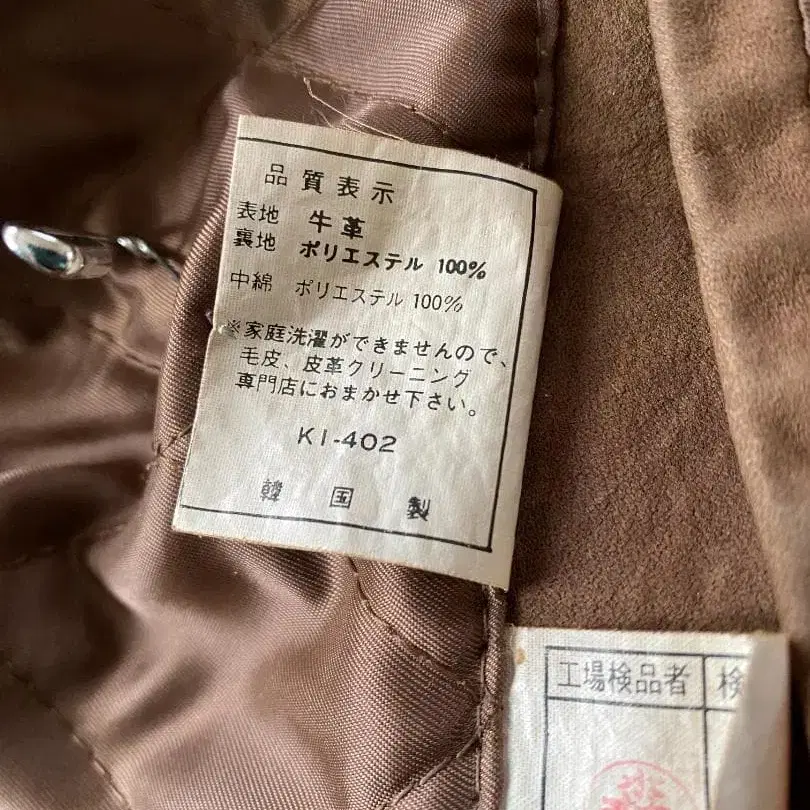 品質表示
表地 牛革
裏地 ポリエステル 100%
中綿 ポリエステル 100%
※家庭洗濯ができませんので、
毛皮、皮革クリーニング
専門店におまかせ下さい。
KI-402
韓国製
工場検品者 検